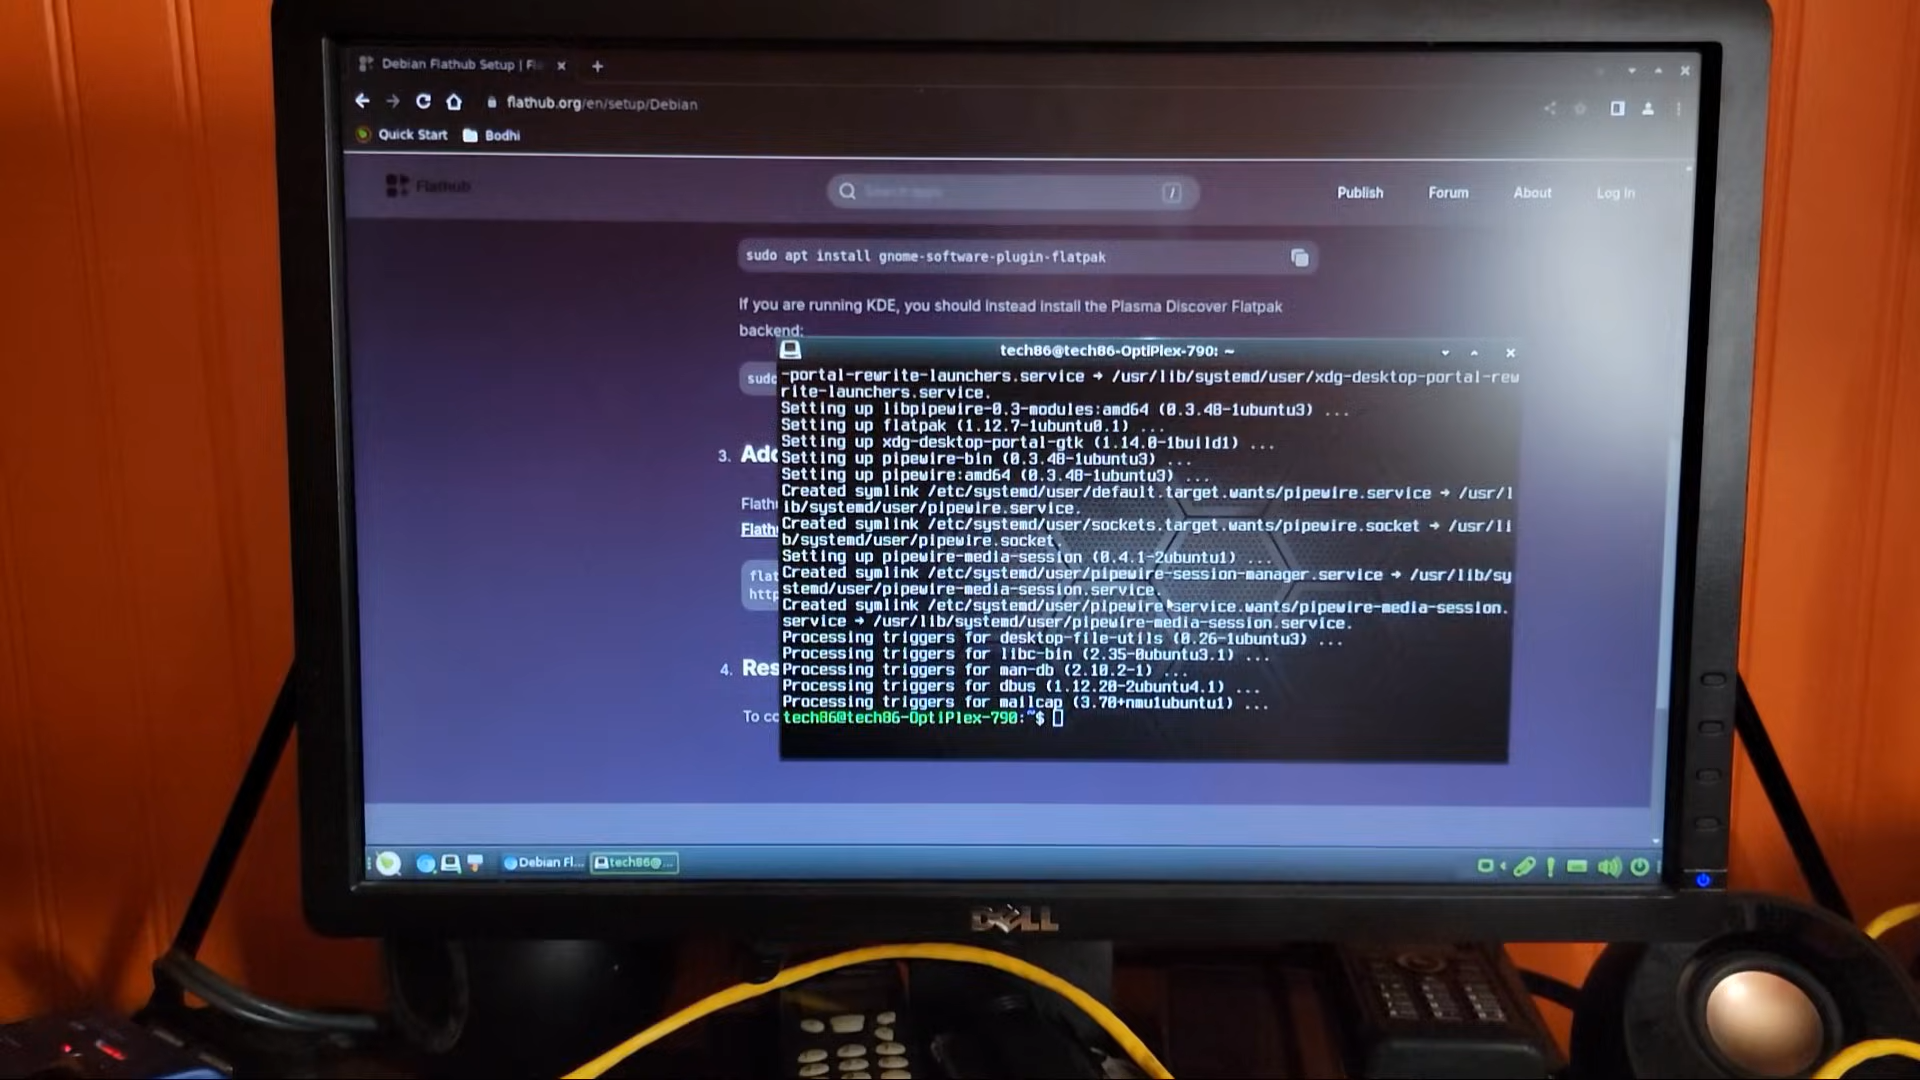 Debian Flathub Setup | Fl
flathub.org/en/setup/Debian
Quick Start
Bodhi
Flathub
/
Publish
Forum
About
Log In
sudo apt install gnome-software-plugin-flatpak
If you are running KDE, you should instead install the Plasma Discover Flatpak
backend:
sudo
3. Add
Flath
Flath
flat
http
4. Res
To co
tech86@tech86-OptiPlex-790: ~
-portal-rewrite-launchers.service → /usr/lib/systemd/user/xdg-desktop-portal-rew
rite-launchers.service.
Setting up libpipewire-0.3-modules:amd64 (0.3.48-1ubuntu3) ...
Setting up flatpak (1.12.7-1ubuntu0.1) ...
Setting up xdg-desktop-portal-gtk (1.14.0-1build1) ...
Setting up pipewire-bin (0.3.48-1ubuntu3) ...
Setting up pipewire:amd64 (0.3.48-1ubuntu3) ...
Created symlink /etc/systemd/user/default.target.wants/pipewire.service → /usr/l
ib/systemd/user/pipewire.service.
Created symlink /etc/systemd/user/sockets.target.wants/pipewire.socket → /usr/li
b/systemd/user/pipewire.socket.
Setting up pipewire-media-session (0.4.1-2ubuntu1) ...
Created symlink /etc/systemd/user/pipewire-session-manager.service → /usr/lib/sy
stemd/user/pipewire-media-session.service.
Created symlink /etc/systemd/user/pipewire.service.wants/pipewire-media-session.
service → /usr/lib/systemd/user/pipewire-media-session.service.
Processing triggers for desktop-file-utils (0.26-1ubuntu3) ...
Processing triggers for libc-bin (2.35-0ubuntu3.1) ...
Processing triggers for man-db (2.10.2-1) ...
Processing triggers for dbus (1.12.20-2ubuntu4.1) ...
Processing triggers for mailcap (3.70+nmu1ubuntu1) ...
tech86@tech86-OptiPlex-790:~$
Debian Fl...
tech86@...
DELL